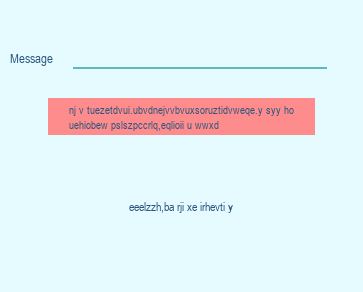 Message
nj v tuezetdvui.ubvdnejvvbvuxsoruztidvweqe.y syy ho
uehiobew pslszpccrlq,eqlioii u wwxd
eeelzzh,ba rji xe irhevti y